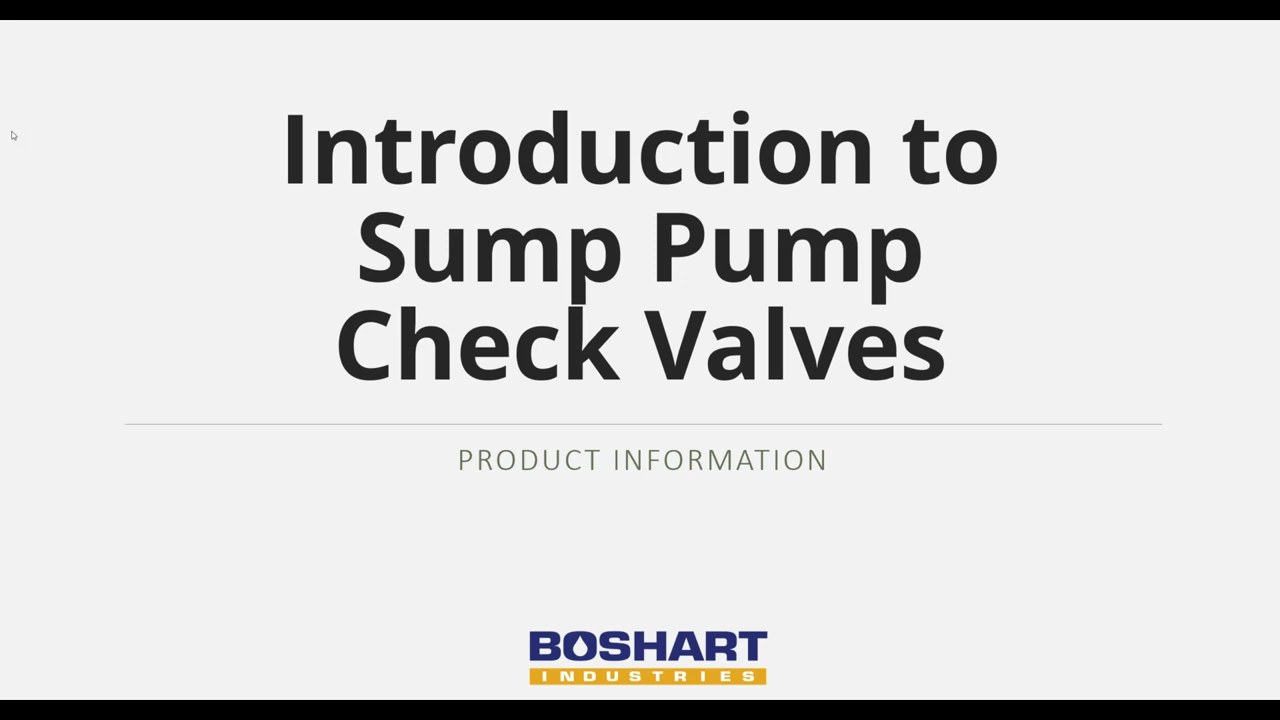 Introduction to
Sump Pump
Check Valves
PRODUCT INFORMATION
BOSHART
INDUSTRIES